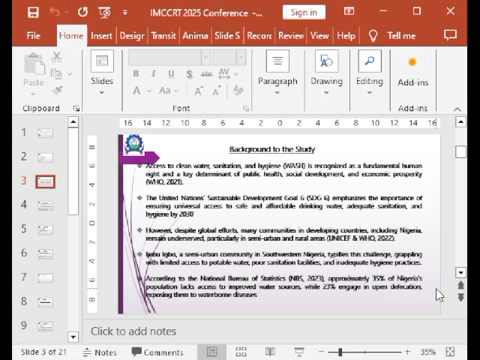 IMCCRT 2025 Conference -...
Sign in
File Home Insert Desigr Transit Anima Slide S Recorc Review View Help Tell me
Paste
Slides
B I U S abc AV
Aa A A A
Paragraph
Drawing
Editing
Add-ins
Clipboard
Font
Add-ins
16 14 12 10 8 6 4 2 0 2 4 6 8 10 12 14 16
1
2
3
4
5
6
7
8
9
Background to the Study
Access to clean water, sanitation, and hygiene (WASH) is recognized as a fundamental human
right and a key determinant of public health, social development, and economic prosperity
(WHO, 2021).
The United Nations' Sustainable Development Goal 6 (SDG 6) emphasizes the importance of
ensuring universal access to safe and affordable drinking water, adequate sanitation, and
hygiene by 2030
However, despite global efforts, many communities in developing countries, including Nigeria,
remain underserved, particularly in semi-urban and rural areas (UNICEF & WHO, 2022).
Ijebu Igbo, a semi-urban community in Southwestern Nigeria, typifies this challenge, grappling
with limited access to potable water, poor sanitation facilities, and inadequate hygiene practices.
According to the National Bureau of Statistics (NBS, 2023), approximately 35% of Nigeria's
population lacks access to improved water sources, while 23% engage in open defecation,
exposing them to waterborne diseases
Click to add notes
Slide 3 of 21 Notes Comments 35%